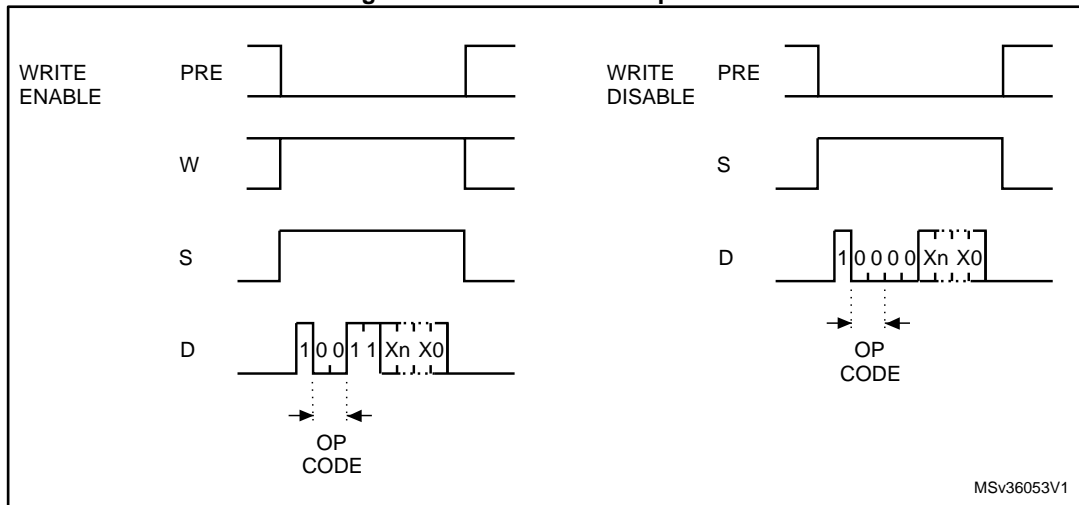 WRITE
ENABLE
PRE
W
S
D
1 0 0 1 1 Xn X0
OP
CODE
WRITE
DISABLE
PRE
S
D
1 0 0 0 0 Xn X0
OP
CODE
MSv36053V1